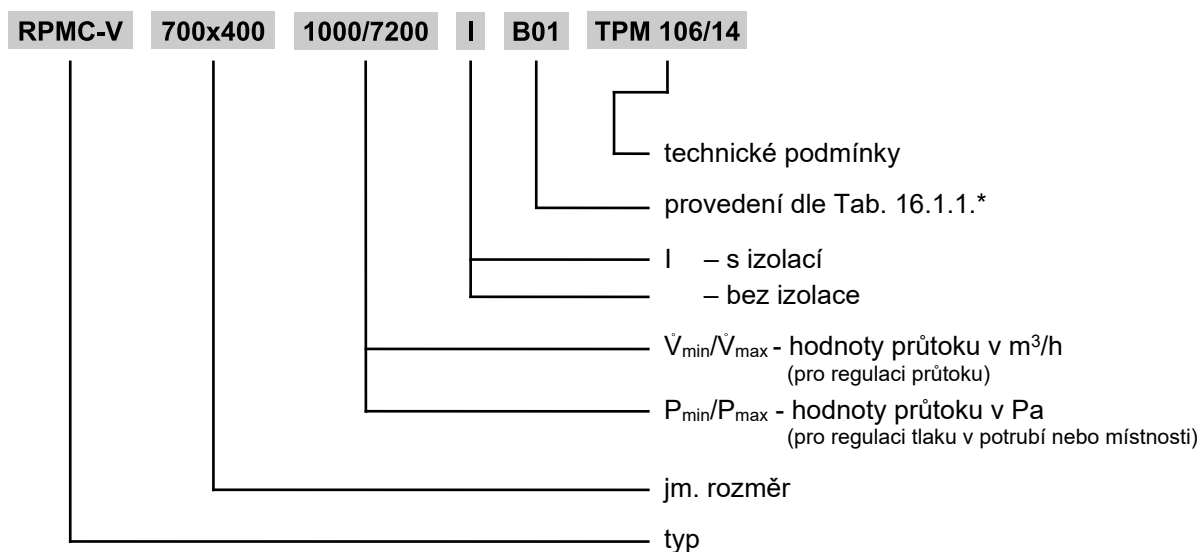 RPMC-V 700x400 1000/7200 I B01 TPM 106/14
technické podmínky
provedení dle Tab. 16.1.1.*
I – s izolací
– bez izolace
V̊min/V̊max - hodnoty průtoku v m³/h
(pro regulaci průtoku)
Pmin/Pmax - hodnoty průtoku v Pa
(pro regulaci tlaku v potrubí nebo místnosti)
jm. rozměr
typ